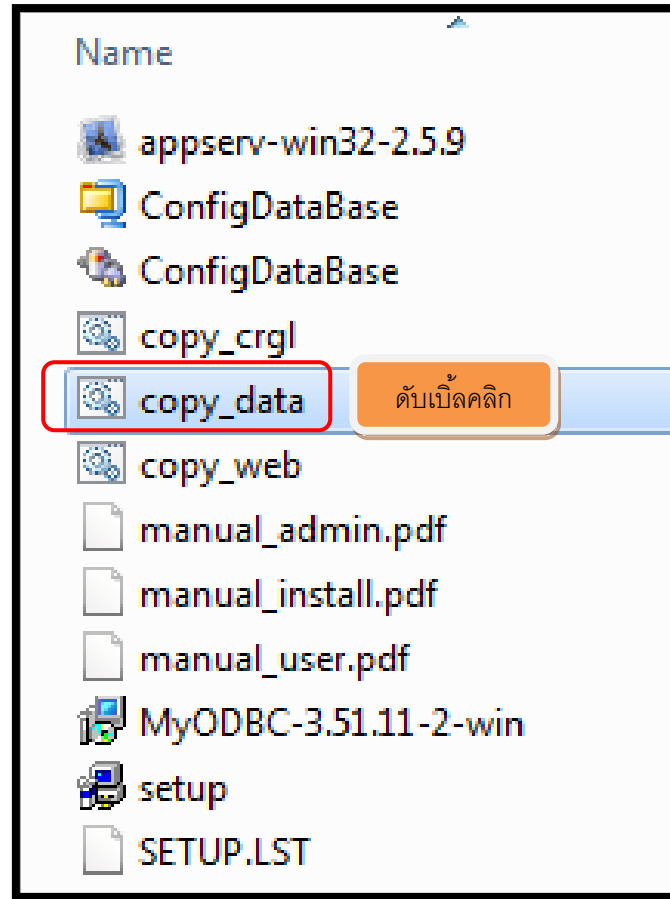 Name
appserv-win32-2.5.9
ConfigDataBase
ConfigDataBase
copy_crgl
copy_data ดับเบิ้ลคลิก
copy_web
manual_admin.pdf
manual_install.pdf
manual_user.pdf
MyODBC-3.51.11-2-win
setup
SETUP.LST